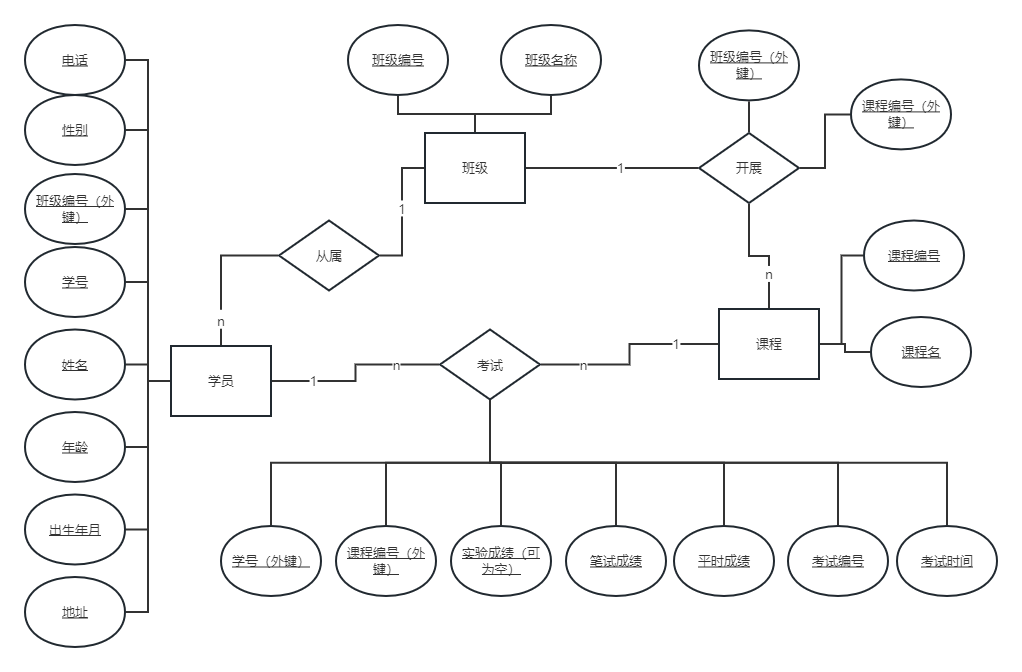 电话
性别
班级编号（外
键）
学号
姓名
年龄
出生年月
地址
班级编号
班级名称
班级
1
开展
班级编号（外
键）
课程编号（外
键）
1
从属
n
n
学员
1
n
考试
n
1
课程
课程编号
课程名
学号（外键）
课程编号（外
键）
实验成绩（可
为空）
笔试成绩
平时成绩
考试编号
考试时间